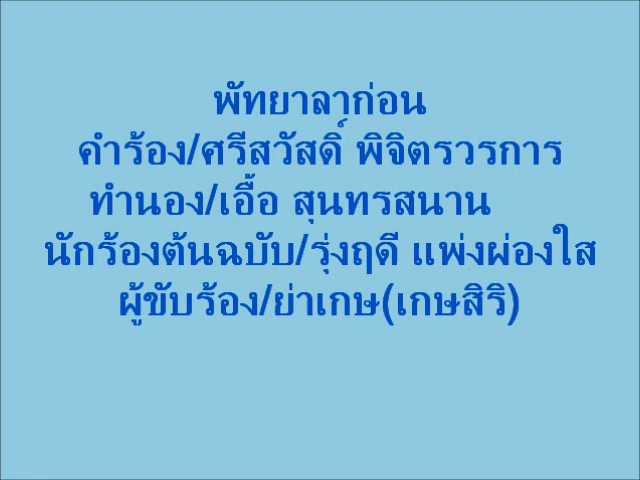 พัทยาลาก่อน
คำร้อง/ศรีสวัสดิ์ พิจิตรวรการ
ทำนอง/เอื้อ สุนทรสนาน
นักร้องต้นฉบับ/รุ่งฤดี แพ่งผ่องใส
ผู้ขับร้อง/ย่าเกษ(เกษสิริ)